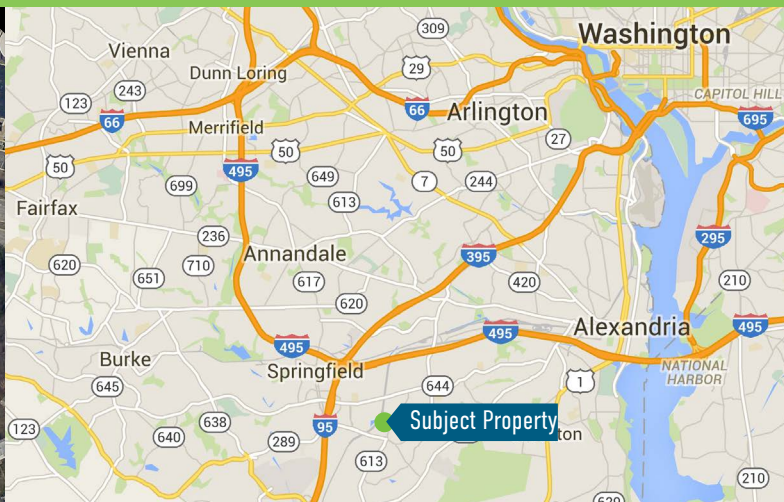 309
Washington
Vienna
29
Dunn Loring
243
CAPITOL HILL
123
66
66
Arlington
695
Merrifield
27
50
50
50
495
649
7
244
699
613
Fairfax
236
295
Annandale
395
620
651
710
617
420
210
620
495
495
Alexandria
495
Burke
Springfield
NATIONAL
HARBOR
645
644
1
638
95
Subject Property
ton
123
640
289
613
210